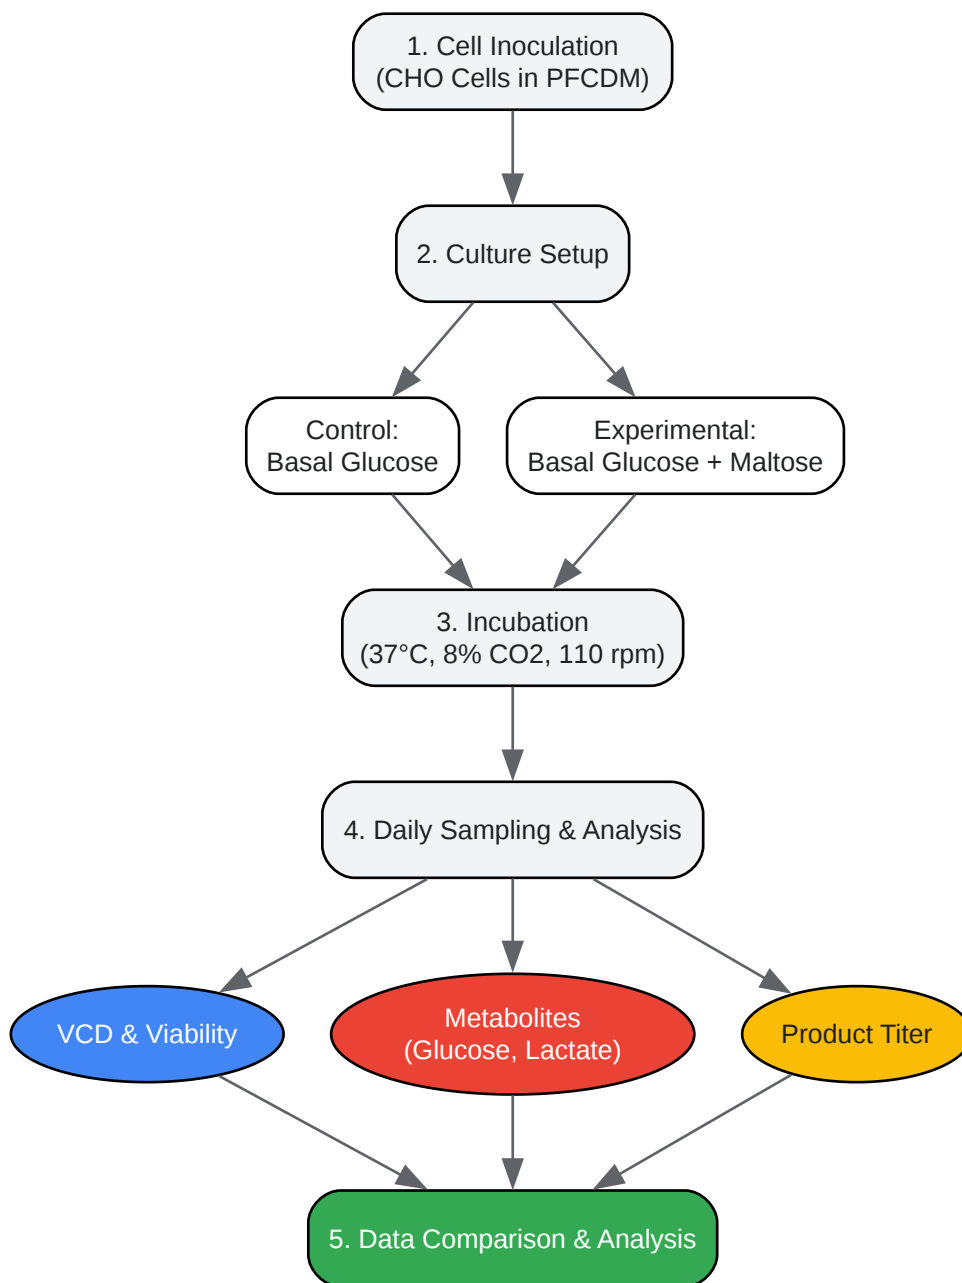 1. Cell Inoculation
(CHO Cells in PFCDM)
2. Culture Setup
Control:
Basal Glucose
Experimental:
Basal Glucose + Maltose
3. Incubation
(37°C, 8% CO2, 110 rpm)
4. Daily Sampling & Analysis
VCD & Viability
Metabolites
(Glucose, Lactate)
Product Titer
5. Data Comparison & Analysis